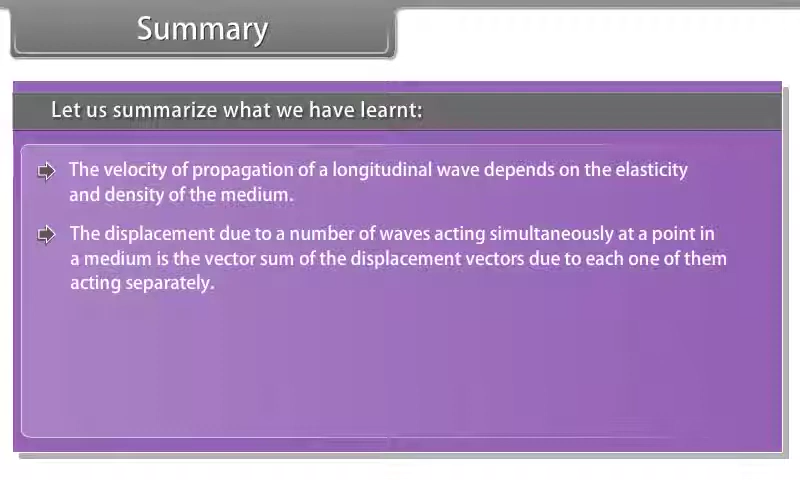 Summary
Let us summarize what we have learnt:
The velocity of propagation of a longitudinal wave depends on the elasticity
and density of the medium.
The displacement due to a number of waves acting simultaneously at a point in
a medium is the vector sum of the displacement vectors due to each one of them
acting separately.